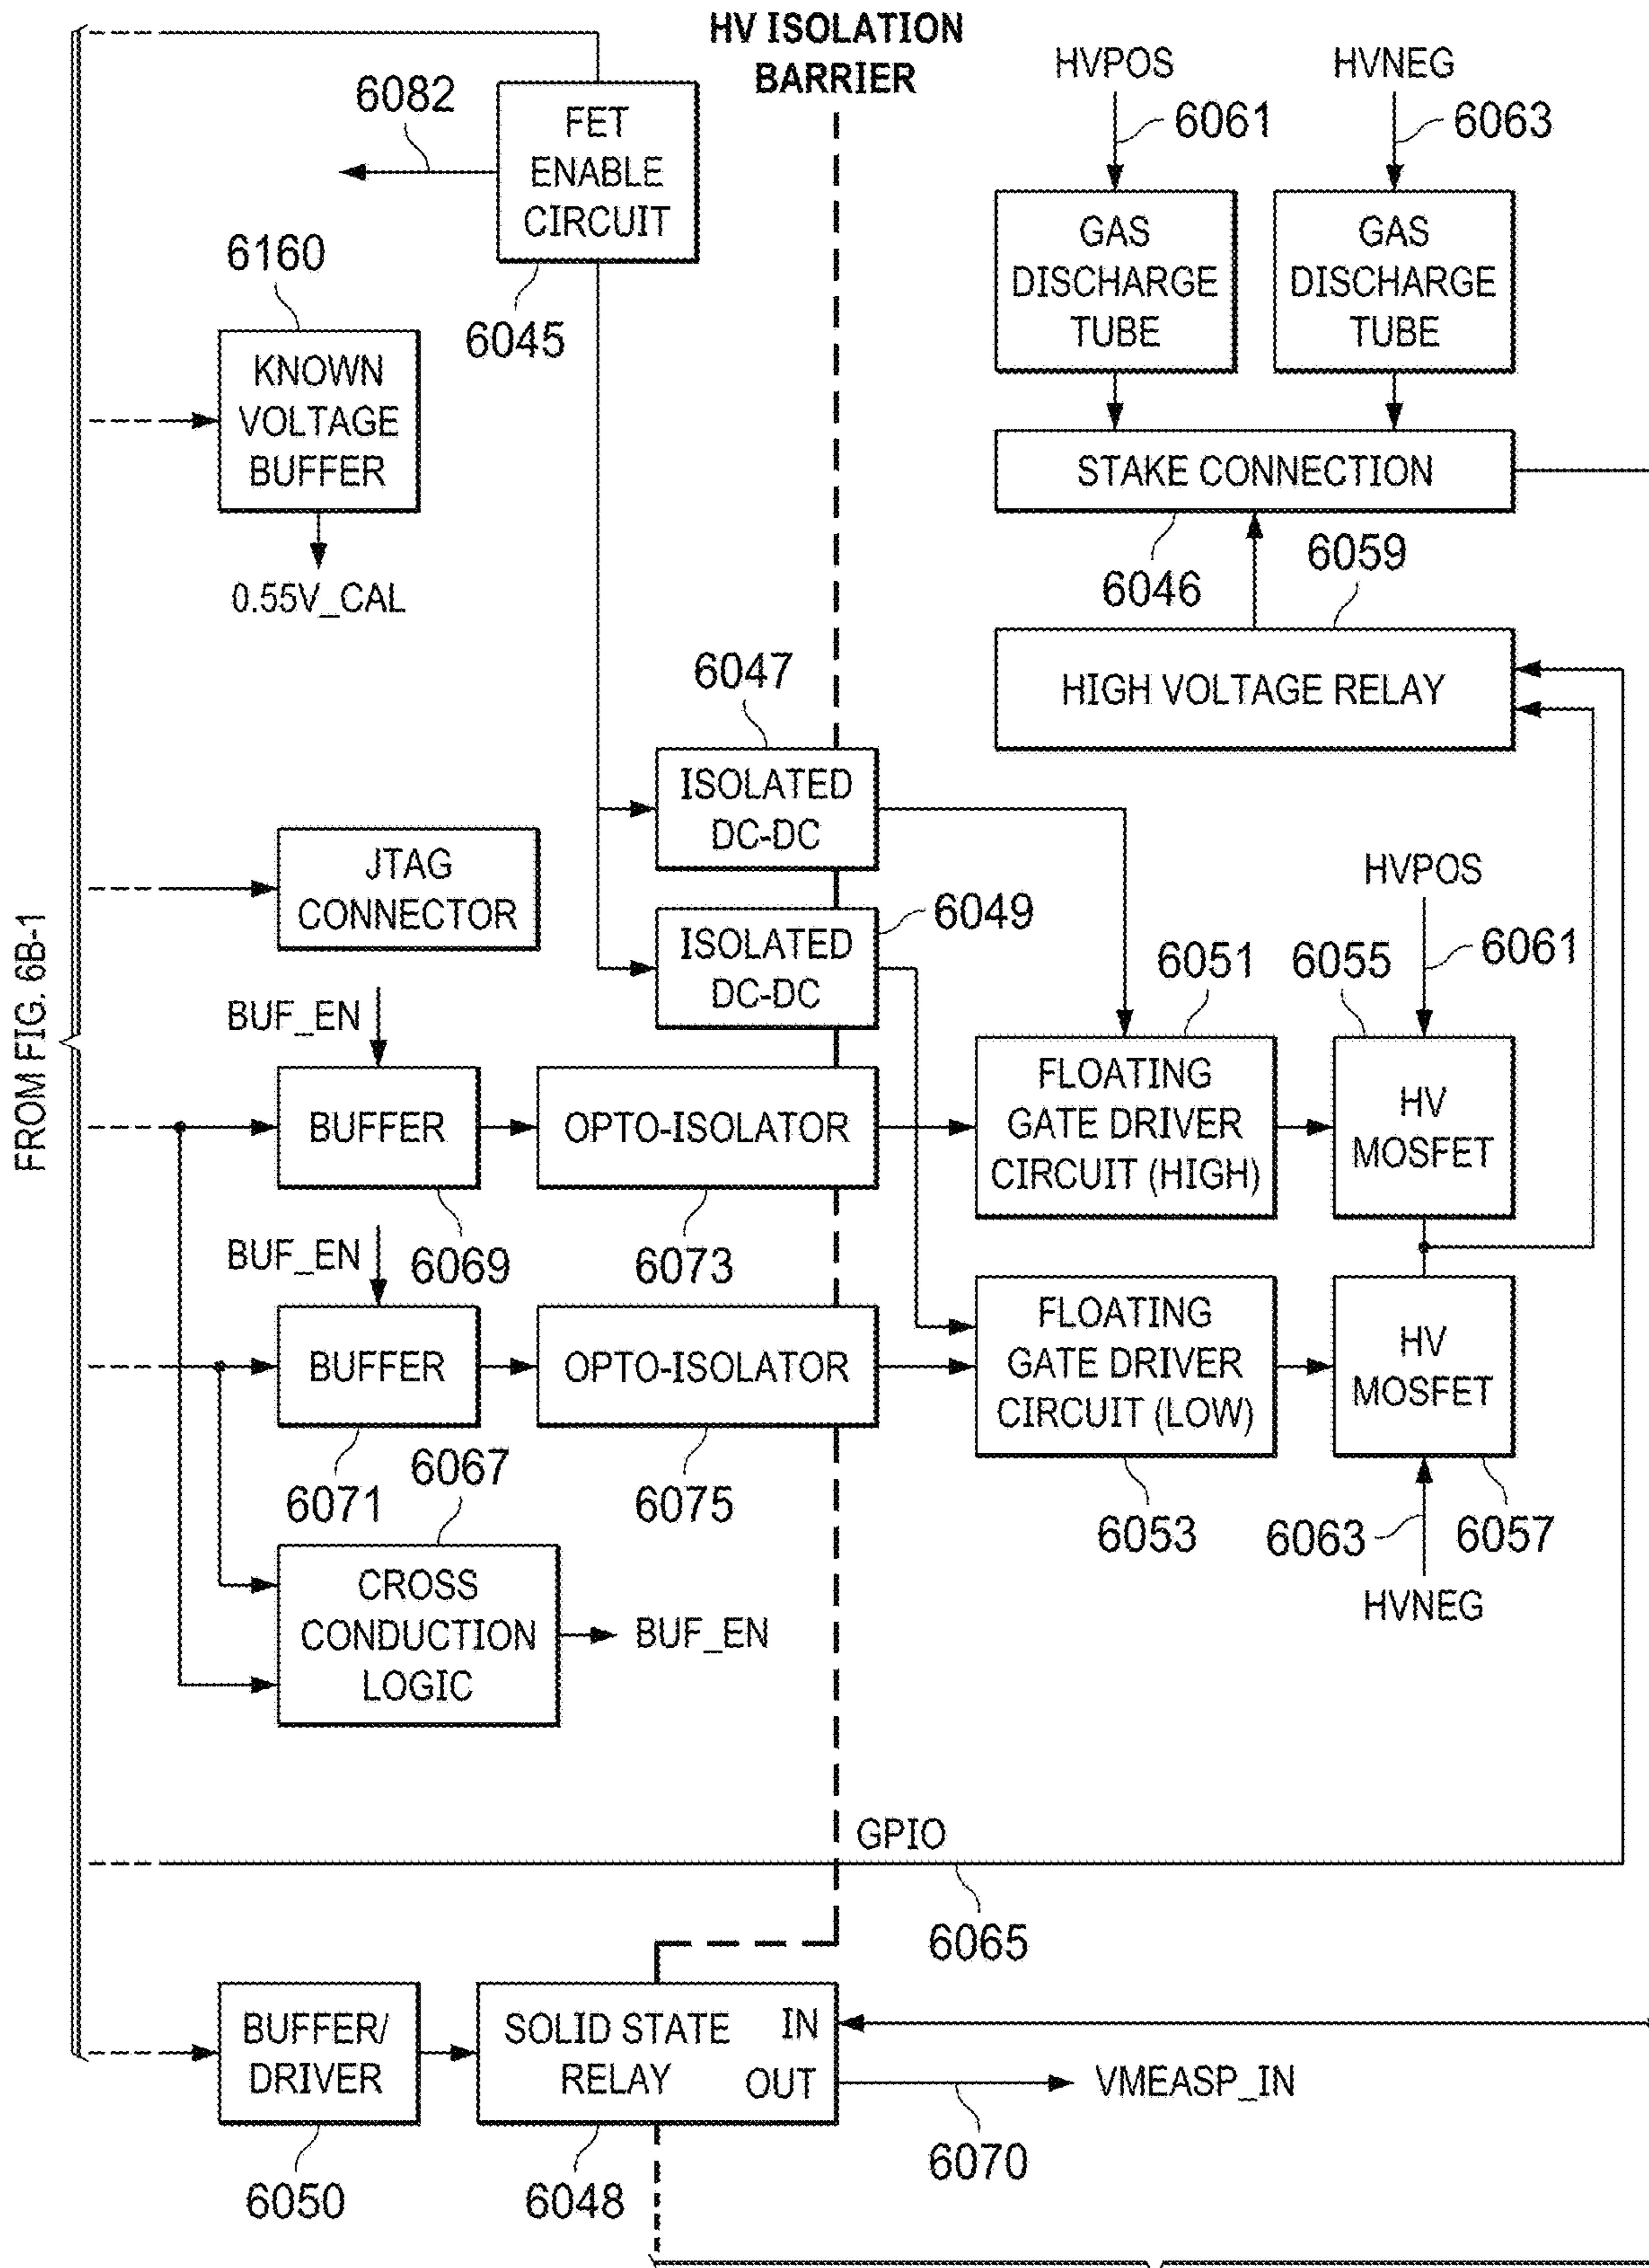 HV ISOLATION
BARRIER
HVPOS
HVNEG
6082
FET
ENABLE
CIRCUIT
6045
6061
6063
GAS
DISCHARGE
TUBE
GAS
DISCHARGE
TUBE
6160
KNOWN
VOLTAGE
BUFFER
0.55V_CAL
STAKE CONNECTION
6046
6059
HIGH VOLTAGE RELAY
6047
ISOLATED
DC-DC
JTAG
CONNECTOR
ISOLATED
DC-DC
6049
HVPOS
6061
6051
6055
FROM FIG. 6B-1
BUF_EN
BUFFER
6069
OPTO-ISOLATOR
6073
FLOATING
GATE DRIVER
CIRCUIT (HIGH)
HV
MOSFET
BUF_EN
BUFFER
6071
OPTO-ISOLATOR
6075
FLOATING
GATE DRIVER
CIRCUIT (LOW)
6053
HV
MOSFET
6063
6057
HVNEG
6067
CROSS
CONDUCTION
LOGIC
BUF_EN
GPIO
6065
BUFFER/
DRIVER
6050
SOLID STATE
RELAY
IN
OUT
6048
VMEASP_IN
6070